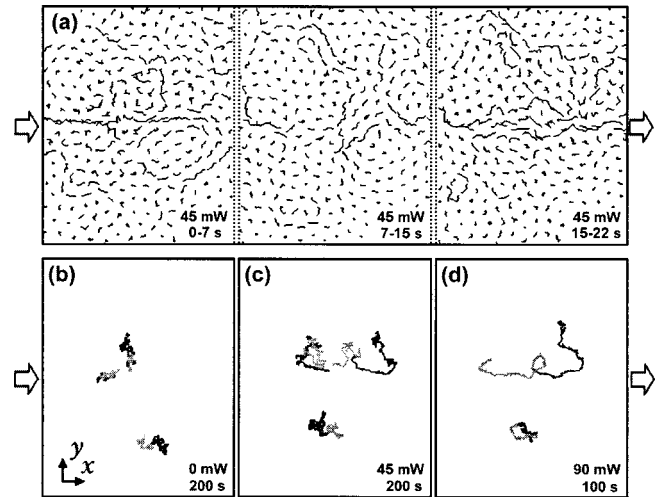 (a)
45 mW
0-7 s
45 mW
7-15 s
45 mW
15-22 s
(b)
(c)
(d)
y
x
0 mW
200 s
45 mW
200 s
90 mW
100 s